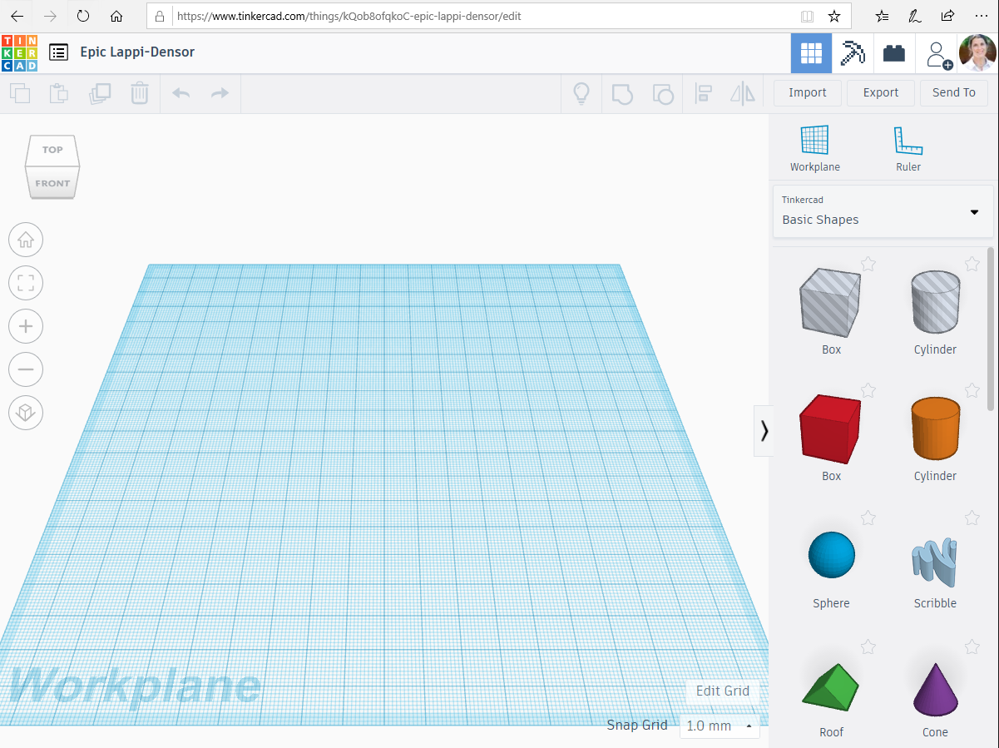 https://www.tinkercad.com/things/kQob8ofqkoC-epic-lappi-densor/edit
TIN
KER
CAD
Epic Lappi-Densor
Import
Export
Send To
TOP
FRONT
Workplane
Ruler
Tinkercad
Basic Shapes
Box
Cylinder
Box
Cylinder
Sphere
Scribble
Roof
Cone
Workplane
Edit Grid
Snap Grid
1.0 mm